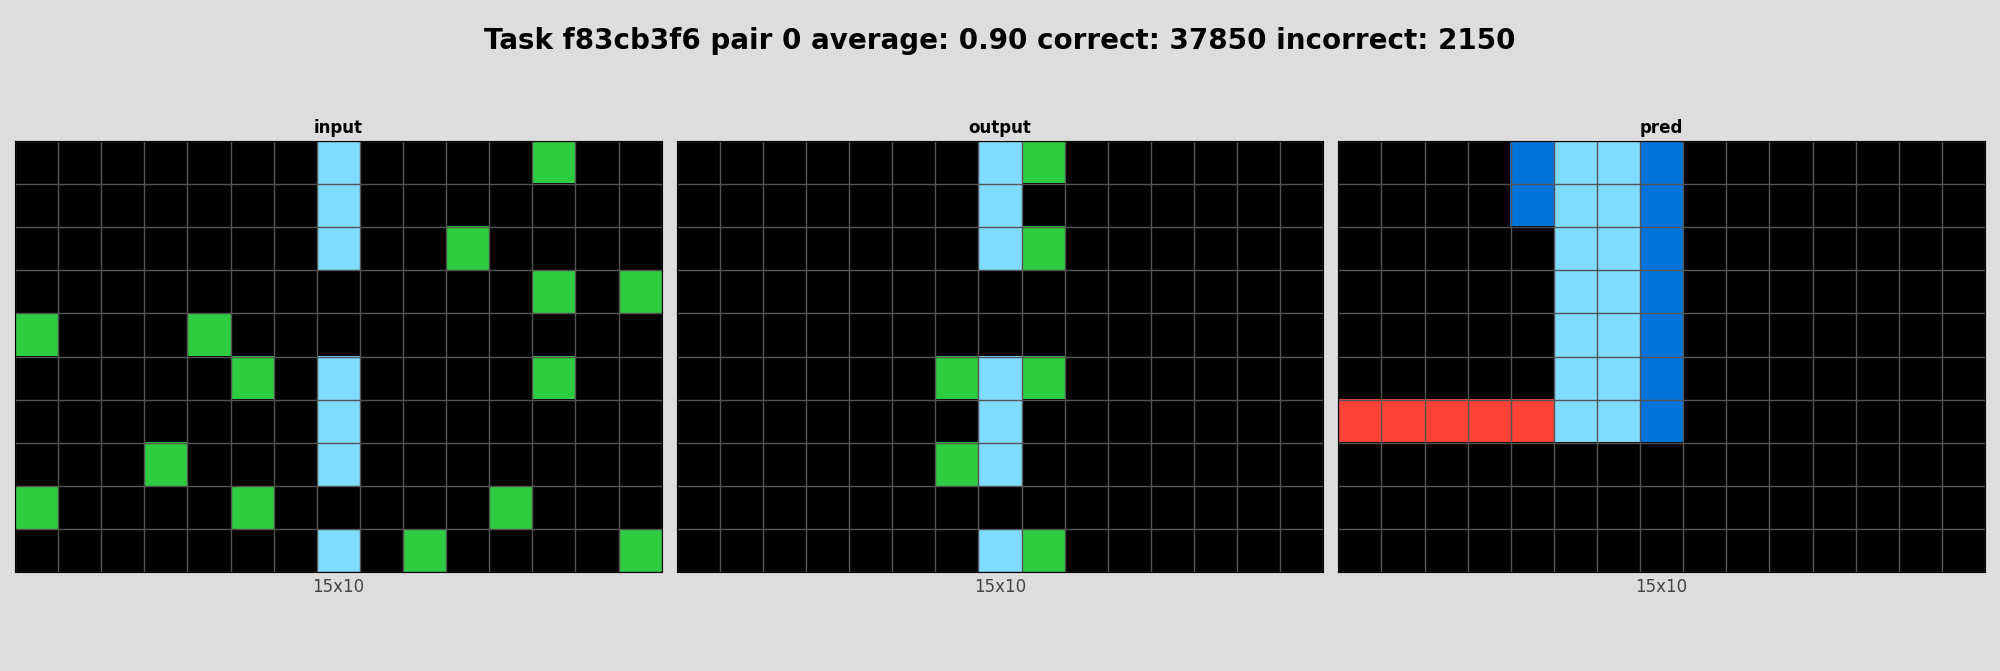 Task f83cb3f6 pair 0 average: 0.90 correct: 37850 incorrect: 2150
input
output
pred
15x10
15x10
15x10